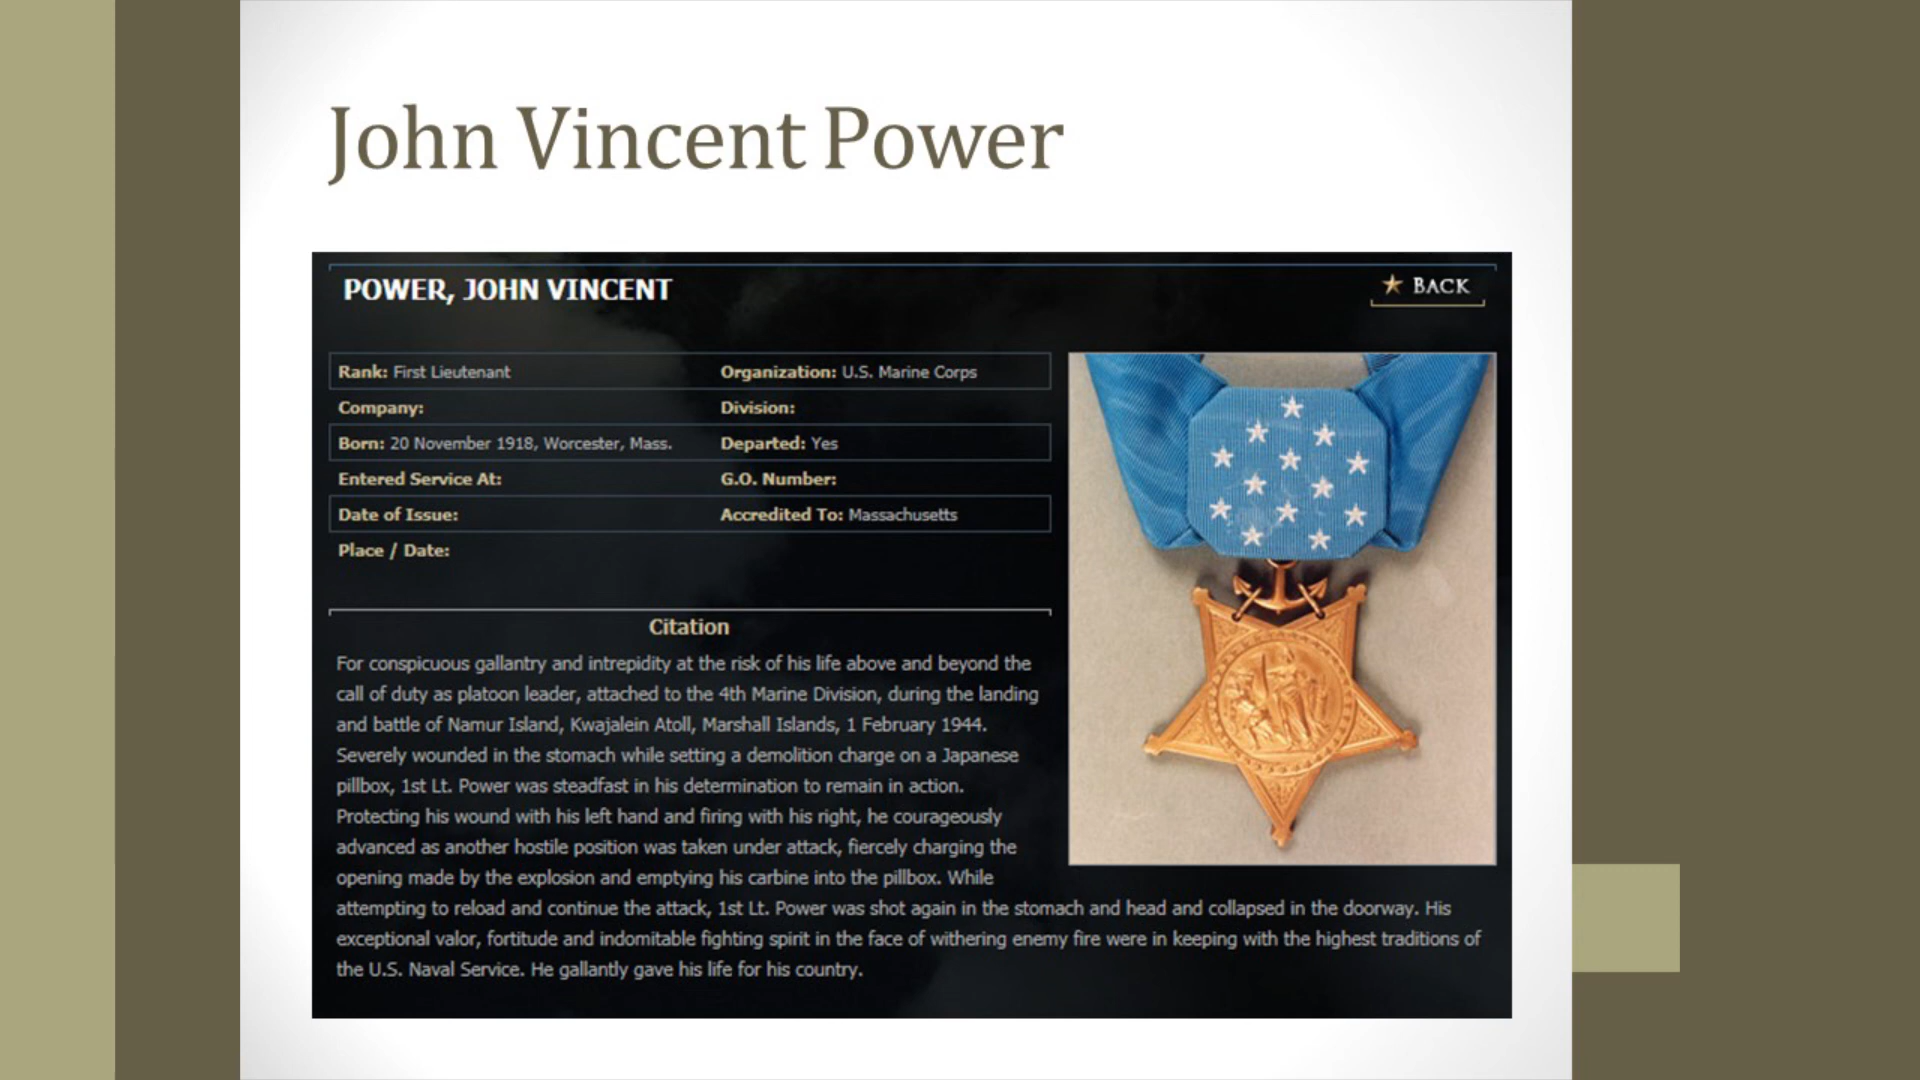 John Vincent Power
POWER, JOHN VINCENT
BACK
Rank: First Lieutenant
Organization: U.S. Marine Corps
Company:
Division:
Born: 20 November 1918, Worcester, Mass.
Departed: Yes
Entered Service At:
G.O. Number:
Date of Issue:
Accredited To: Massachusetts
Place / Date:
Citation
For conspicuous gallantry and intrepidity at the risk of his life above and beyond the
call of duty as platoon leader, attached to the 4th Marine Division, during the landing
and battle of Namur Island, Kwajalein Atoll, Marshall Islands, 1 February 1944.
Severely wounded in the stomach while setting a demolition charge on a Japanese
pillbox, 1st Lt. Power was steadfast in his determination to remain in action.
Protecting his wound with his left hand and firing with his right, he courageously
advanced as another hostile position was taken under attack, fiercely charging the
opening made by the explosion and emptying his carbine into the pillbox. While
attempting to reload and continue the attack, 1st Lt. Power was shot again in the stomach and head and collapsed in the doorway. His
exceptional valor, fortitude and indomitable fighting spirit in the face of withering enemy fire were in keeping with the highest traditions of
the U.S. Naval Service. He gallantly gave his life for his country.